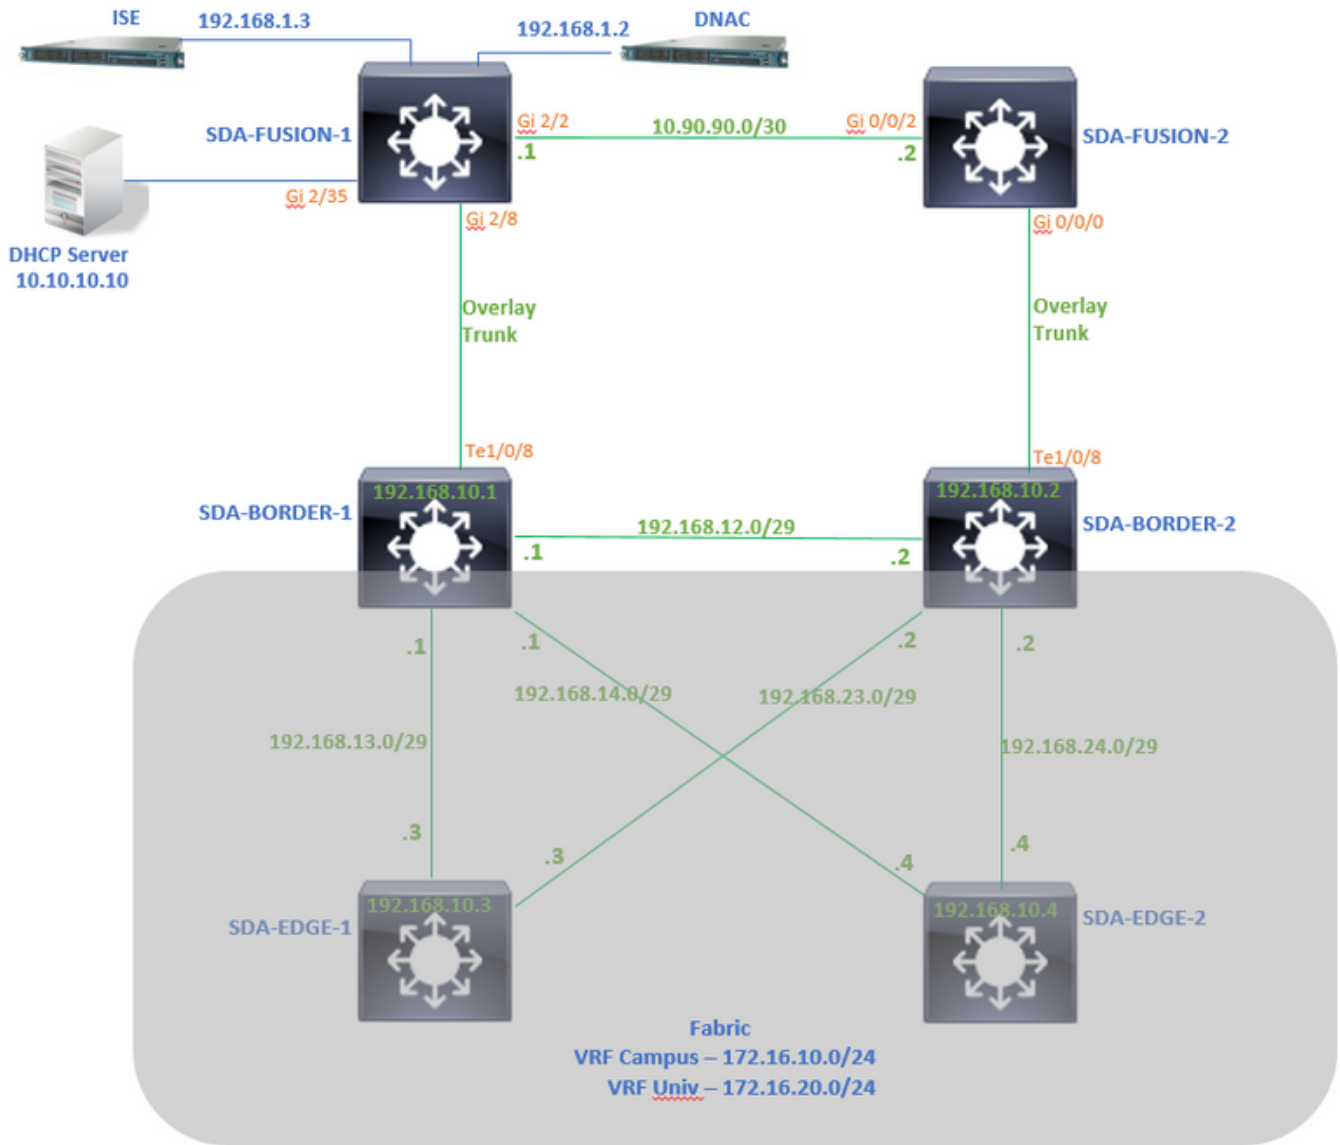 ISE
192.168.1.3
192.168.1.2
DNAC
SDA-FUSION-1
Gi 2/2
10.90.90.0/30
Gi 0/0/2
SDA-FUSION-2
.1
.2
Gi 2/35
Gi 2/8
Gi 0/0/0
DHCP Server
10.10.10.10
Overlay
Trunk
Overlay
Trunk
Te1/0/8
Te1/0/8
192.168.10.1
192.168.10.2
SDA-BORDER-1
192.168.12.0/29
SDA-BORDER-2
.1
.2
.1
.1
.2
.2
192.168.14.0/29
192.168.23.0/29
192.168.13.0/29
192.168.24.0/29
.3
.3
.4
.4
192.168.10.3
192.168.10.4
SDA-EDGE-1
SDA-EDGE-2
Fabric
VRF Campus – 172.16.10.0/24
VRF Univ – 172.16.20.0/24